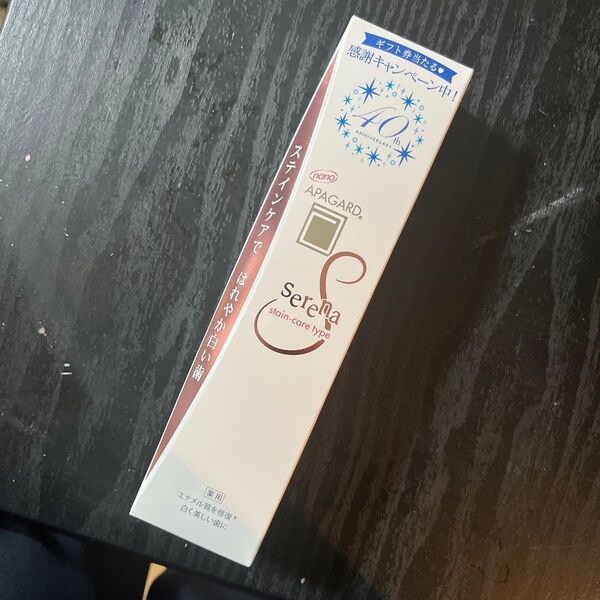 ギフト券当たる♥
感謝キャンペーン中!
40th
ANNIVERSARY
nano
APAGARD®
Serena
stain-care type
ステインケアで はれやか白い歯
薬用
エナメル質を修復*
白く美しい歯に